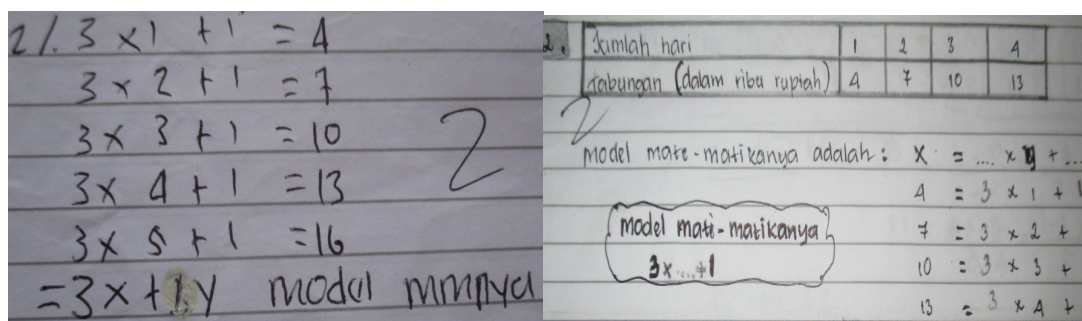 2/. 3 x 1 + 1 = 4
3 x 2 + 1 = 7
3 x 3 + 1 = 10
3 x 4 + 1 = 13
3 x 5 + 1 = 16
= 3x + 1 y model mmnya
2
2. Jumlah hari 1 2 3 4
Tabungan (dalam ribu rupiah) 4 7 10 13
2
Model mate-matikanya adalah : x = .... x y + ....
4 = 3 x 1 + 1
7 = 3 x 2 +
10 = 3 x 3 +
13 = 3 x 4 +
Model mati-matikanya
3x ... + 1